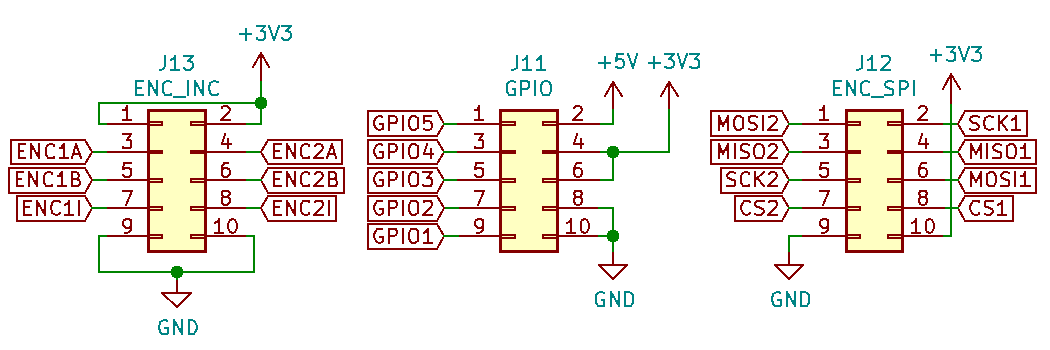 +3V3
J13
ENC_INC
1 2
ENC1A 3 4 ENC2A
ENC1B 5 6 ENC2B
ENC1I 7 8 ENC2I
9 10
GND
J11
GPIO
+5V +3V3
GPIO5 1 2
GPIO4 3 4
GPIO3 5 6
GPIO2 7 8
GPIO1 9 10
GND
J12
ENC_SPI
+3V3
MOSI2 1 2 SCK1
MISO2 3 4 MISO1
SCK2 5 6 MOSI1
CS2 7 8 CS1
9 10
GND